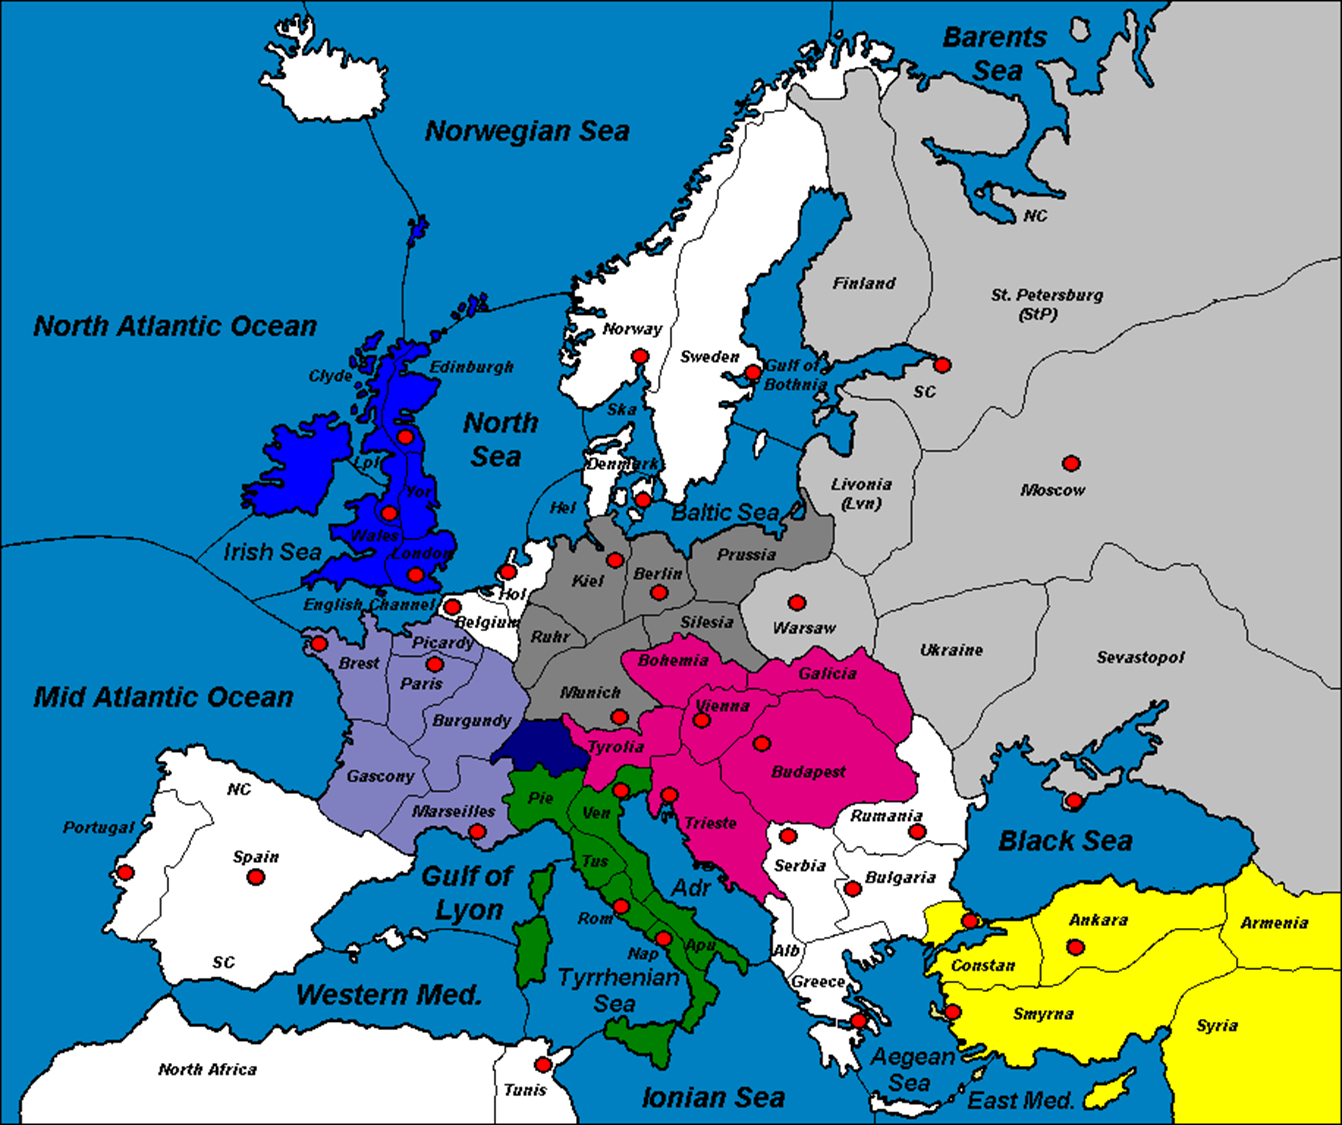 Barents
Sea
Norwegian Sea
NC
North Atlantic Ocean
Finland
St. Petersburg
(StP)
Norway
Sweden
Gulf of
Bothnia
Clyde
Edinburgh
SC
Ska
North
Sea
Lpl
Denmark
Yor
Hel
Livonia
(Lvn)
Moscow
Baltic Sea
Wales
London
Irish Sea
Prussia
Kiel
Berlin
Hol
English Channel
Belgium
Ruhr
Silesia
Warsaw
Picardy
Brest
Paris
Bohemia
Galicia
Ukraine
Sevastopol
Mid Atlantic Ocean
Munich
Vienna
Burgundy
Tyrolia
Budapest
Gascony
NC
Pie
Ven
Marseilles
Trieste
Rumania
Portugal
Black Sea
Spain
Tus
Serbia
Bulgaria
Gulf of
Lyon
Adr
Rom
Ankara
Armenia
Nap
Apu
Alb
SC
Constan
Tyrrhenian
Sea
Greece
Western Med.
Smyrna
Syria
North Africa
Tunis
Aegean
Sea
Ionian Sea
East Med.